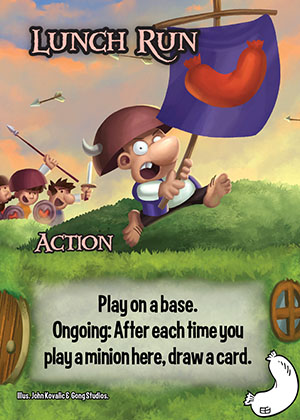 Lunch Run
Action
Play on a base.
Ongoing: After each time you
play a minion here, draw a card.
Illus. John Kovalic & Gong Studios.